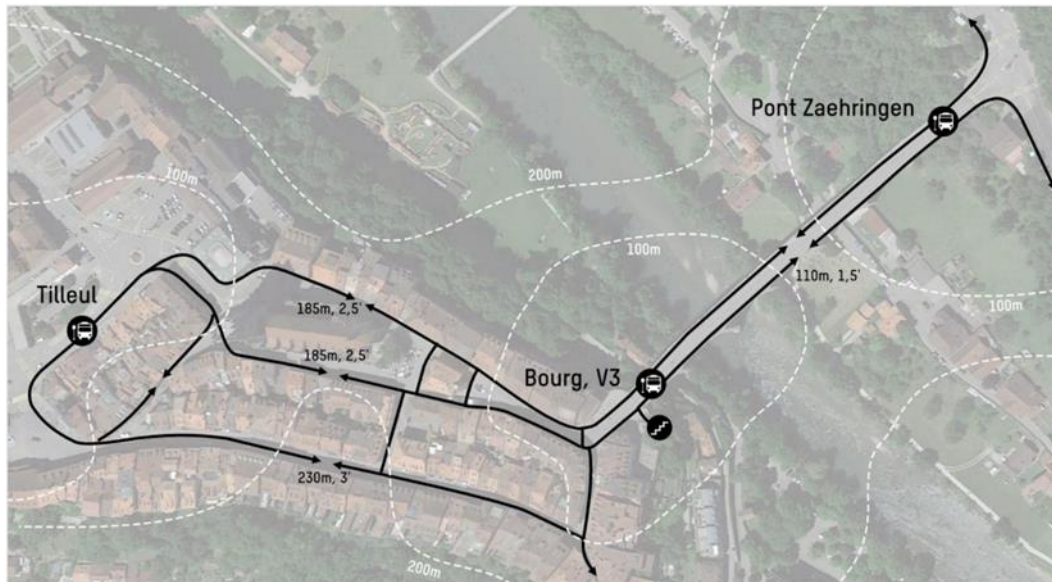 Pont Zaehringen
200m
100m
100m
110m, 1,5'
100m
Tilleul
185m, 2,5'
185m, 2,5'
Bourg, V3
230m, 3'
200m